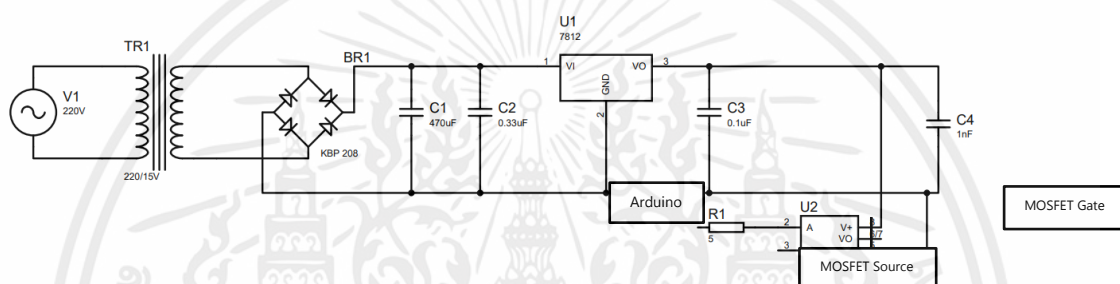 U1
7812
TR1
BR1
1
VI
VO
3
GND
2
V1
220V
C1
470uF
C2
0.33uF
C3
0.1uF
C4
1nF
KBP 208
220/15V
Arduino
MOSFET Gate
R1
5
U2
2
A
V+
VO
3
MOSFET Source